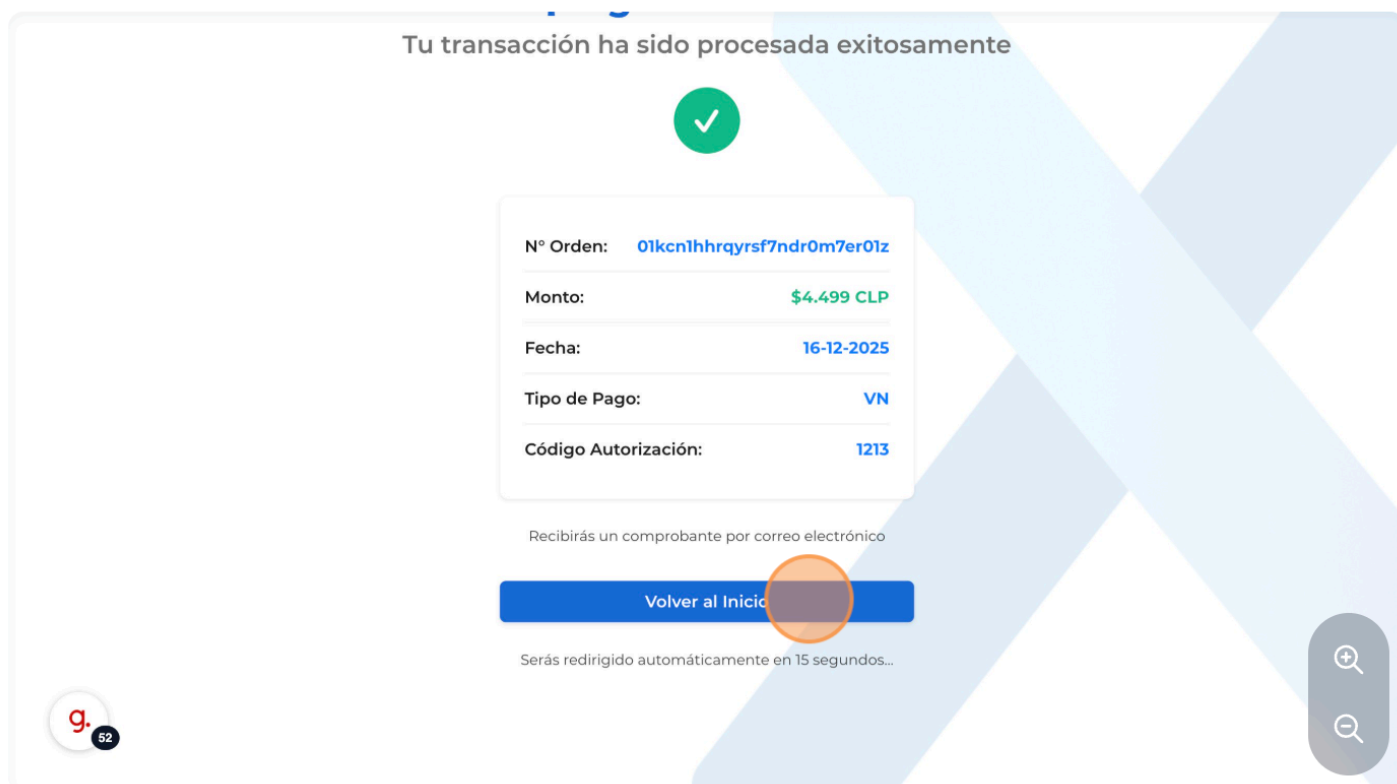 Tu transacción ha sido procesada exitosamente
N° Orden: 01kcn1hhrqyrsf7ndr0m7er01z
Monto: $4.499 CLP
Fecha: 16-12-2025
Tipo de Pago: VN
Código Autorización: 1213
Recibirás un comprobante por correo electrónico
Volver al Inicio
Serás redirigido automáticamente en 15 segundos...
g.
52